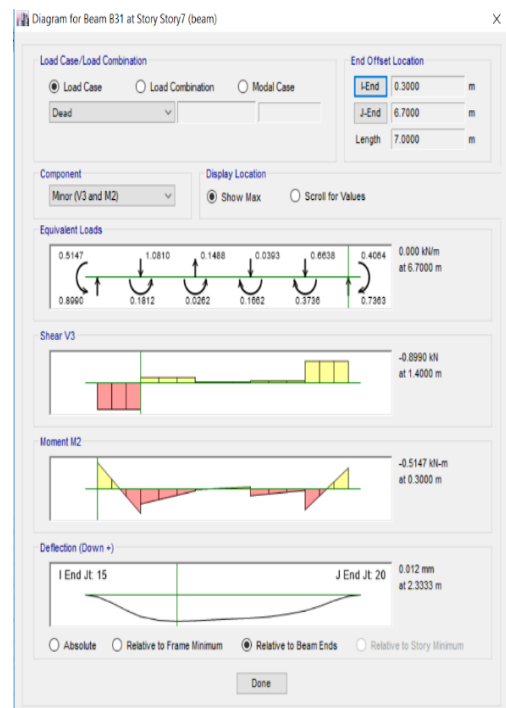 Diagram for Beam B31 at Story Story7 (beam)
Load Case/Load Combination
Load Case Load Combination Modal Case
Dead
End Offset Location
I-End 0.3000 m
J-End 6.7000 m
Length 7.0000 m
Component
Minor (V3 and M2)
Display Location
Show Max Scroll for Values
Equivalent Loads
0.5147 1.0810 0.1488 0.0393 0.6638 0.4064
0.8990 0.1812 0.0262 0.1662 0.3736 0.7363
0.000 kN/m
at 6.7000 m
Shear V3
-0.8990 kN
at 1.4000 m
Moment M2
-0.5147 kN-m
at 0.3000 m
Deflection (Down +)
I End Jt: 15 J End Jt: 20
0.012 mm
at 2.3333 m
Absolute Relative to Frame Minimum Relative to Beam Ends Relative to Story Minimum
Done